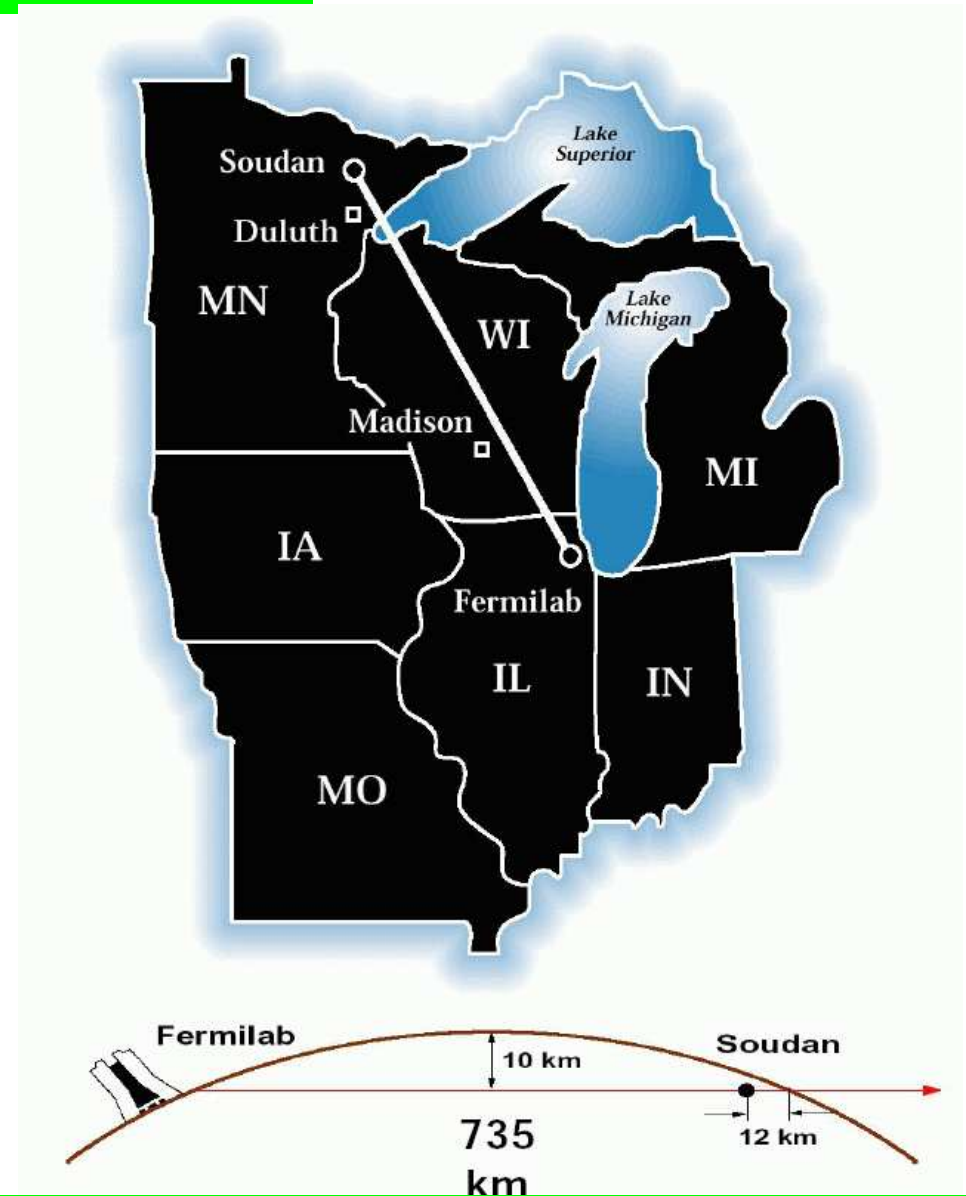 Lake
Superior
Soudan
Duluth
MN
Lake
Michigan
WI
Madison
MI
IA
Fermilab
IL
IN
MO
Fermilab
Soudan
10 km
735
km
12 km